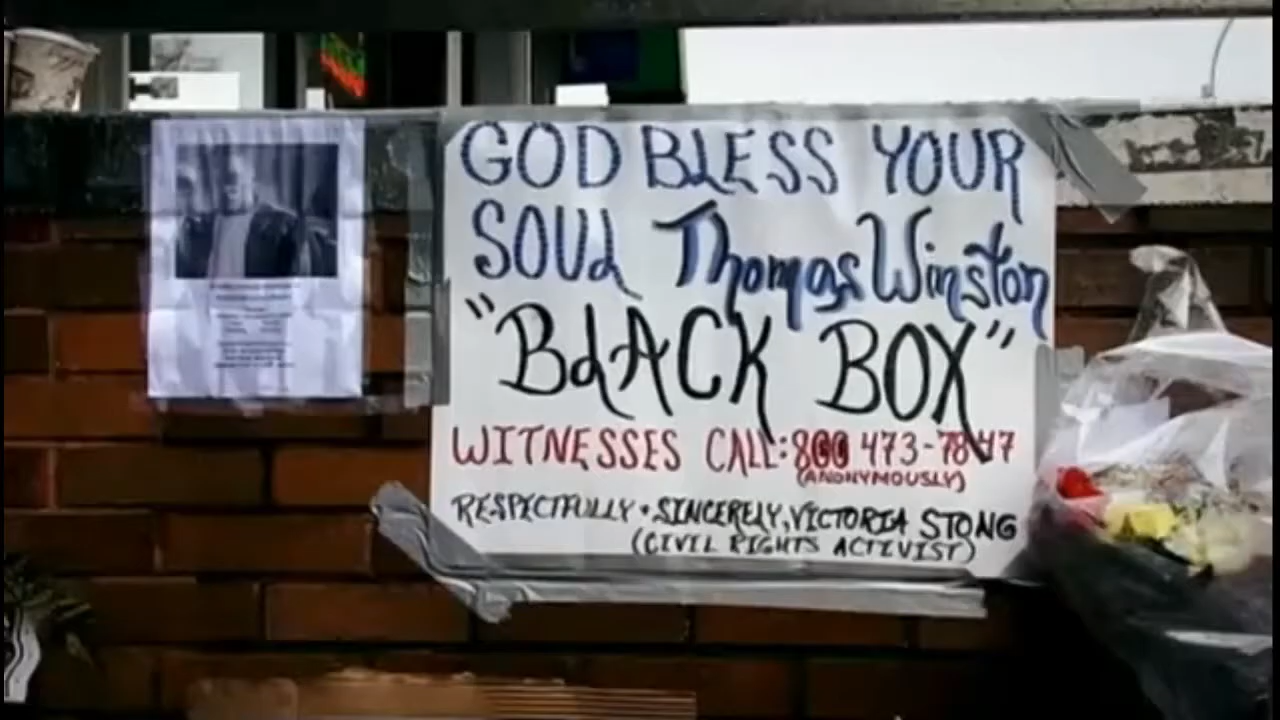 GOD BLESS YOUR
SOUL Thomas Winston
"BLACK BOX"
WITNESSES CALL: 800 473-7847
(ANONYMOUSLY)
RESPECTFULLY + SINCERELY, VICTORIA STONG
(CIVIL RIGHTS ACTIVIST)